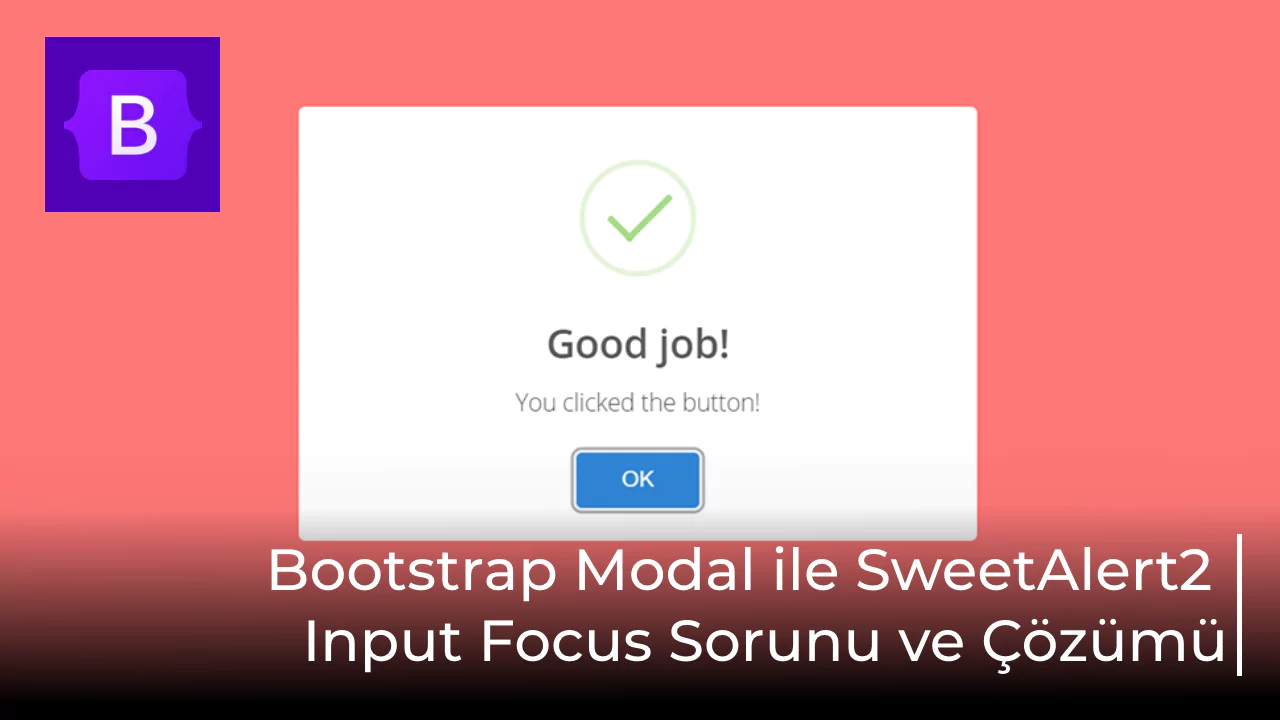 B
Good job!
You clicked the button!
OK
Bootstrap Modal ile SweetAlert2
Input Focus Sorunu ve Çözümü